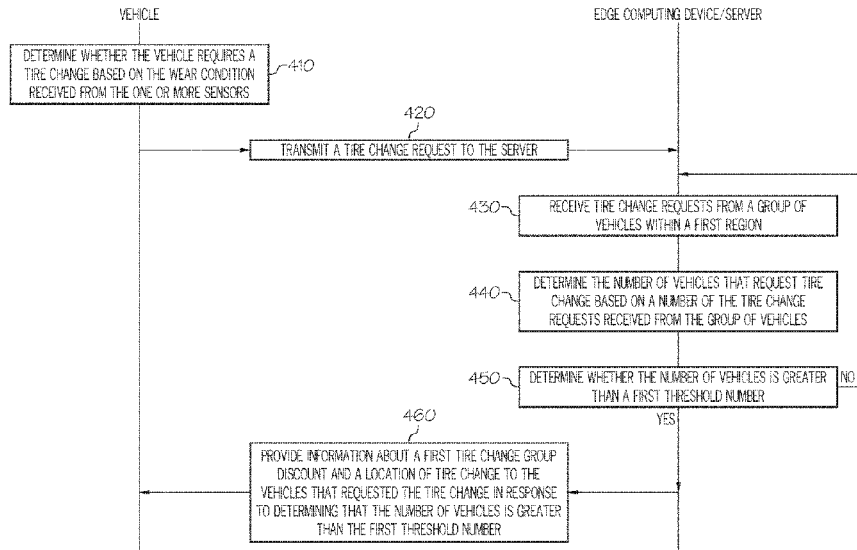 VEHICLE
EDGE COMPUTING DEVICE/SERVER
DETERMINE WHETHER THE VEHICLE REQUIRES A
TIRE CHANGE BASED ON THE WEAR CONDITION
RECEIVED FROM THE ONE OR MORE SENSORS
410
420
TRANSMIT A TIRE CHANGE REQUEST TO THE SERVER
430
RECEIVE TIRE CHANGE REQUESTS FROM A GROUP OF
VEHICLES WITHIN A FIRST REGION
440
DETERMINE THE NUMBER OF VEHICLES THAT REQUEST TIRE
CHANGE BASED ON A NUMBER OF THE TIRE CHANGE
REQUESTS RECEIVED FROM THE GROUP OF VEHICLES
450
DETERMINE WHETHER THE NUMBER OF VEHICLES IS GREATER
THAN A FIRST THRESHOLD NUMBER
NO
YES
460
PROVIDE INFORMATION ABOUT A FIRST TIRE CHANGE GROUP
DISCOUNT AND A LOCATION OF TIRE CHANGE TO THE
VEHICLES THAT REQUESTED THE TIRE CHANGE IN RESPONSE
TO DETERMINING THAT THE NUMBER OF VEHICLES IS GREATER
THAN THE FIRST THRESHOLD NUMBER